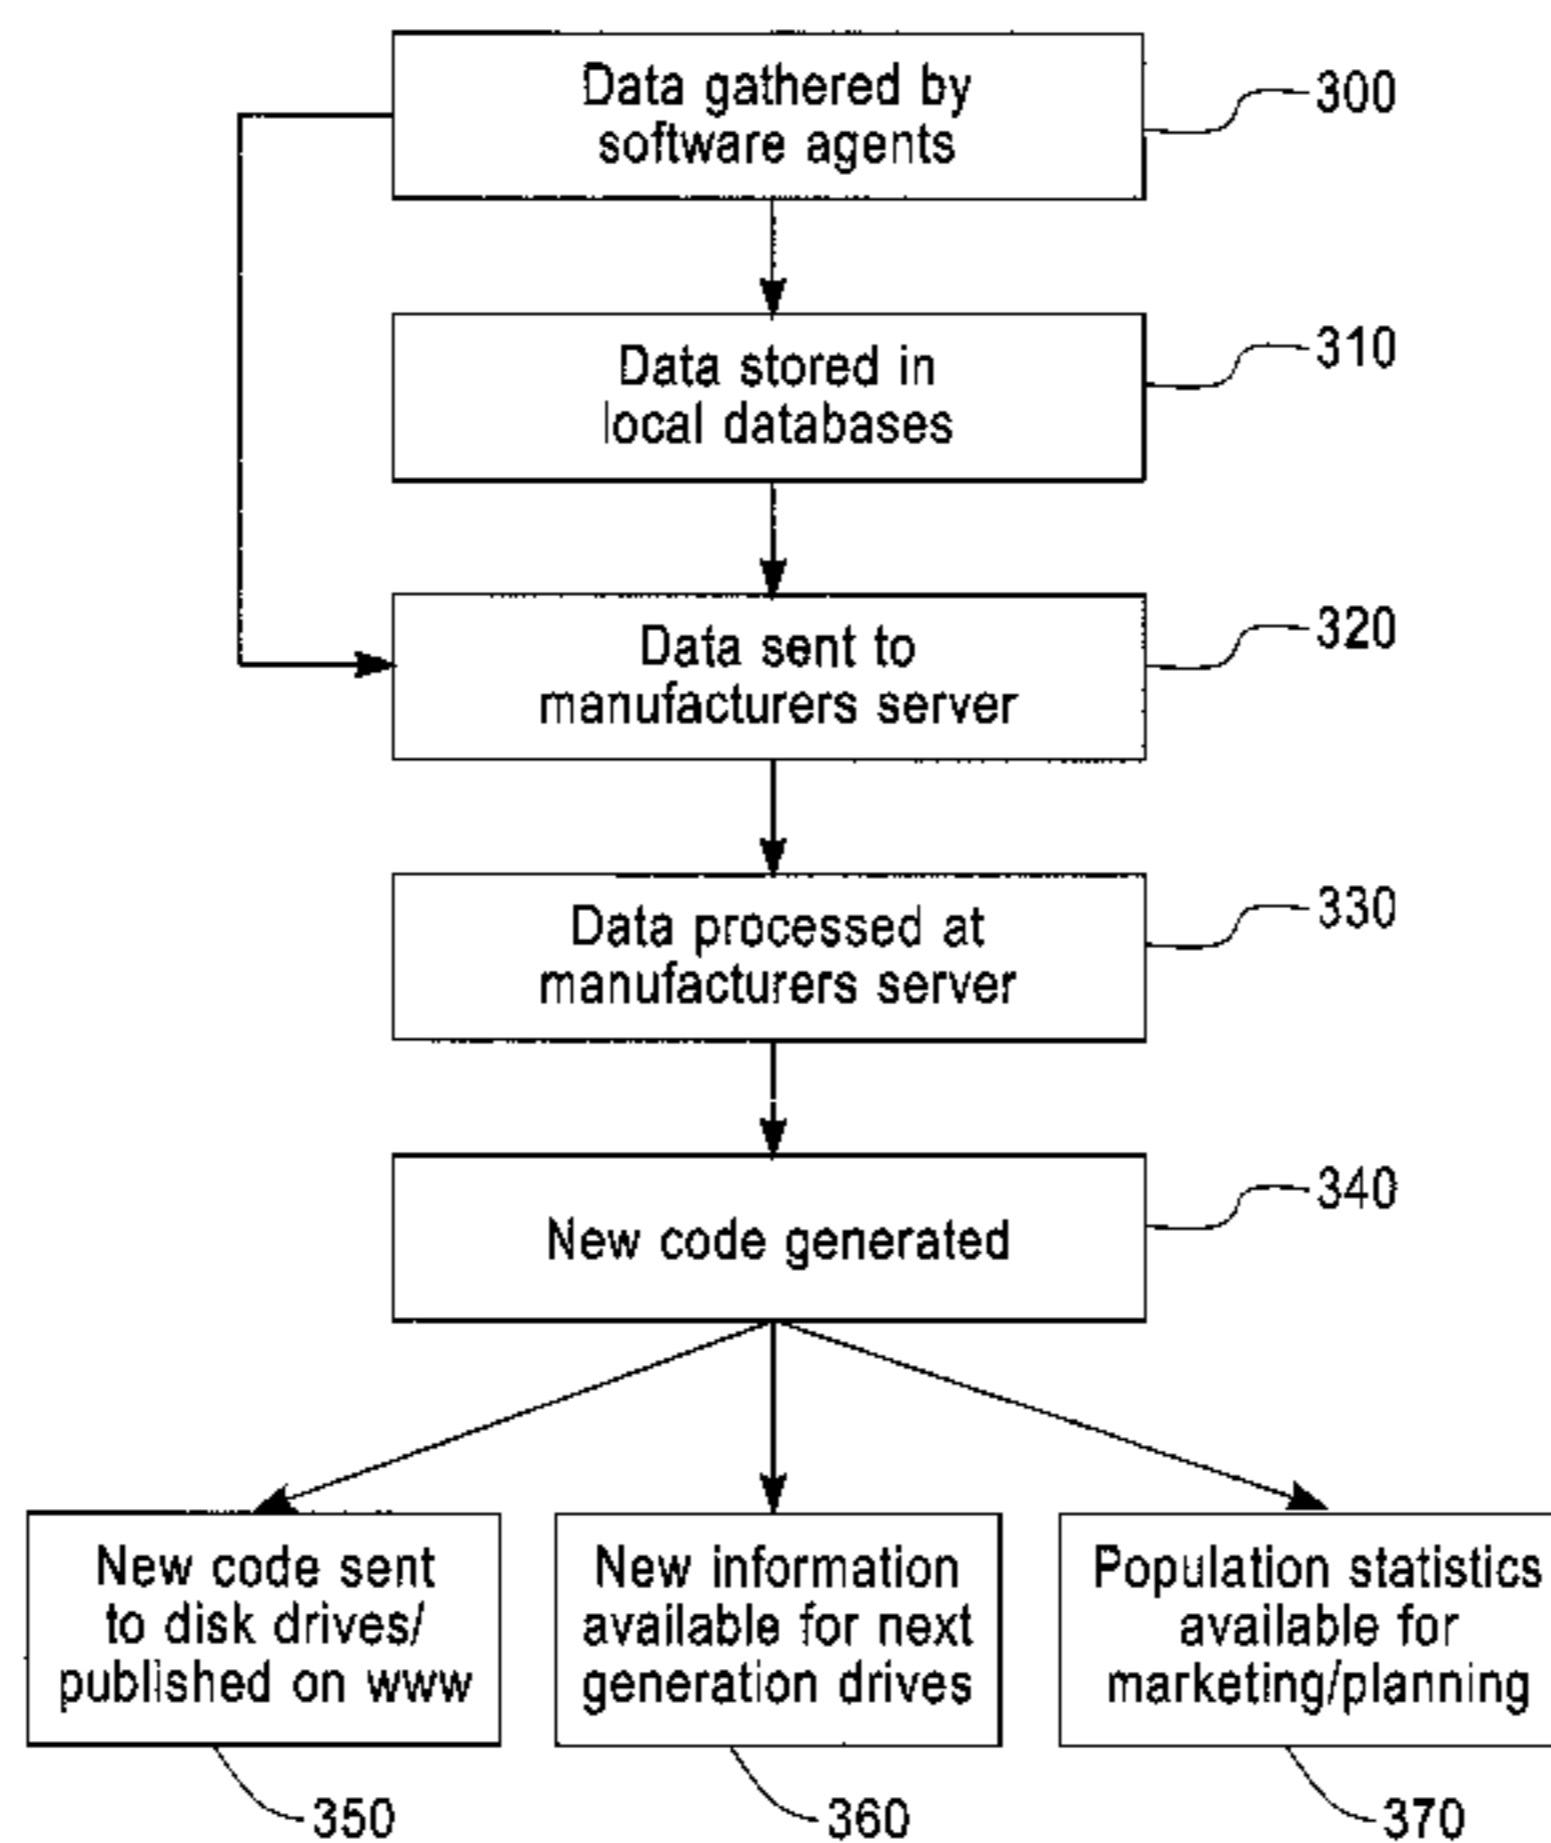 Data gathered by
software agents
300
Data stored in
local databases
310
Data sent to
manufacturers server
320
Data processed at
manufacturers server
330
New code generated
340
New code sent
to disk drives/
published on www
350
New information
available for next
generation drives
360
Population statistics
available for
marketing/planning
370